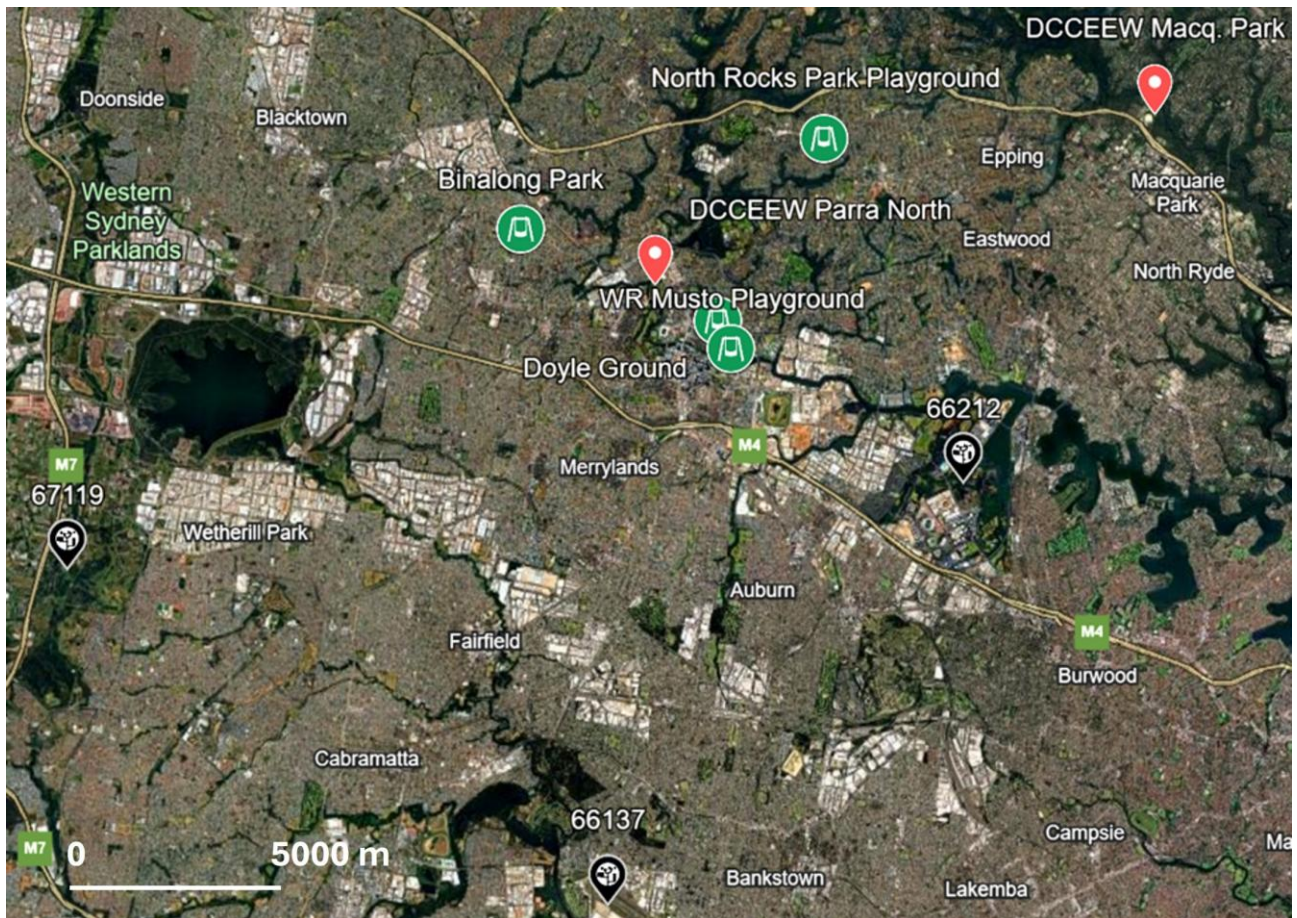 DCCEEW Macq. Park
North Rocks Park Playground
Doonside
Blacktown
Epping
Binalong Park
Macquarie
Park
Western
Sydney
Parklands
DCCEEW Parra North
Eastwood
North Ryde
WR Musto Playground
Doyle Ground
66212
M4
M7
Merrylands
67119
Wetherill Park
Auburn
M4
Fairfield
Burwood
Cabramatta
66137
Campsie
Ma
M7
0
5000 m
Bankstown
Lakemba